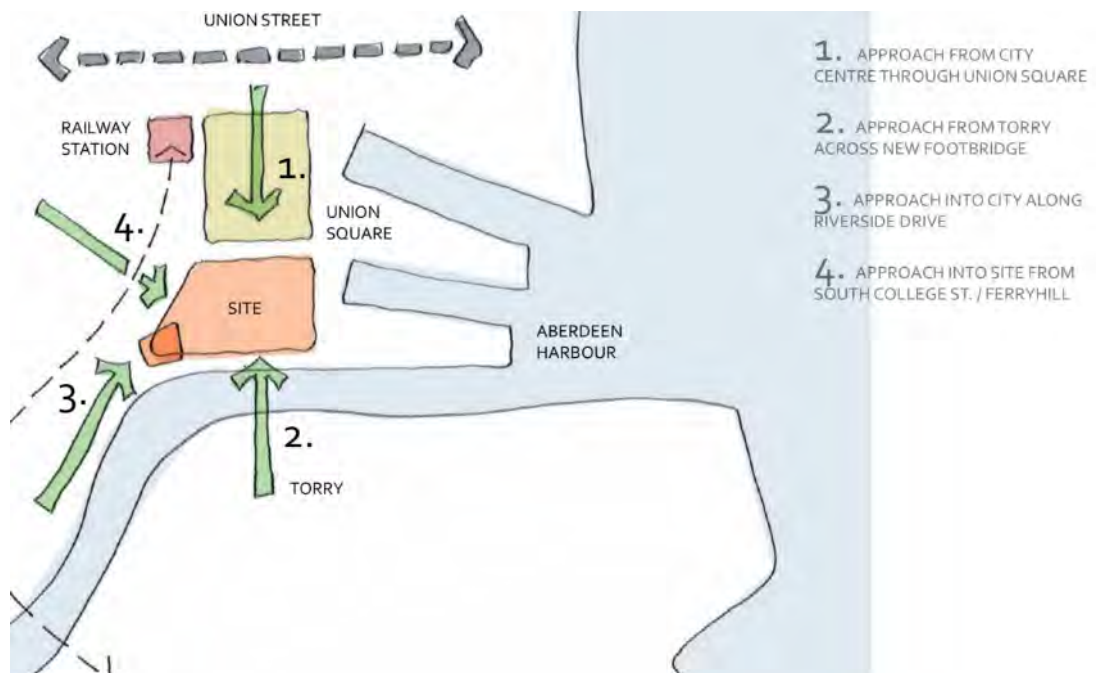 UNION STREET
RAILWAY
STATION
1.
4.
UNION
SQUARE
SITE
ABERDEEN
HARBOUR
3.
2.
TORRY
1. APPROACH FROM CITY
CENTRE THROUGH UNION SQUARE
2. APPROACH FROM TORRY
ACROSS NEW FOOTBRIDGE
3. APPROACH INTO CITY ALONG
RIVERSIDE DRIVE
4. APPROACH INTO SITE FROM
SOUTH COLLEGE ST. / FERRYHILL